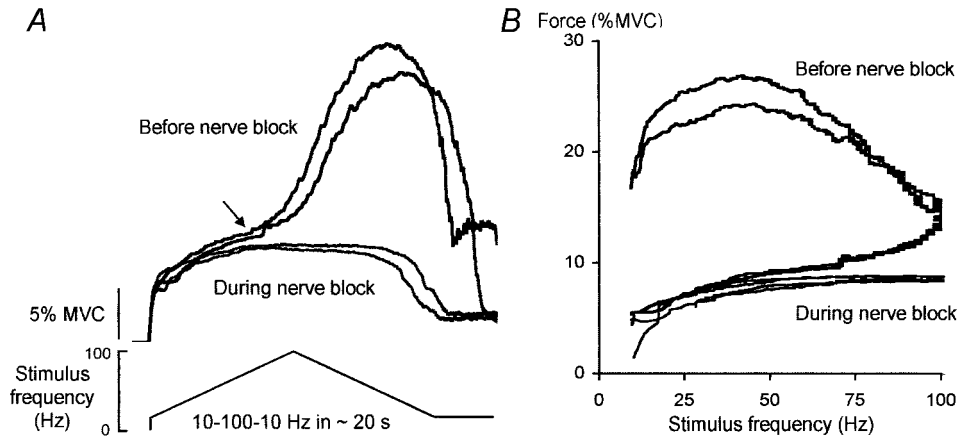 A
Before nerve block
During nerve block
5% MVC
100
Stimulus
frequency
(Hz)
0
10-100-10 Hz in ~ 20 s
B
Force (%MVC)
30
Before nerve block
20
10
During nerve block
0
0
25
50
75
100
Stimulus frequency (Hz)